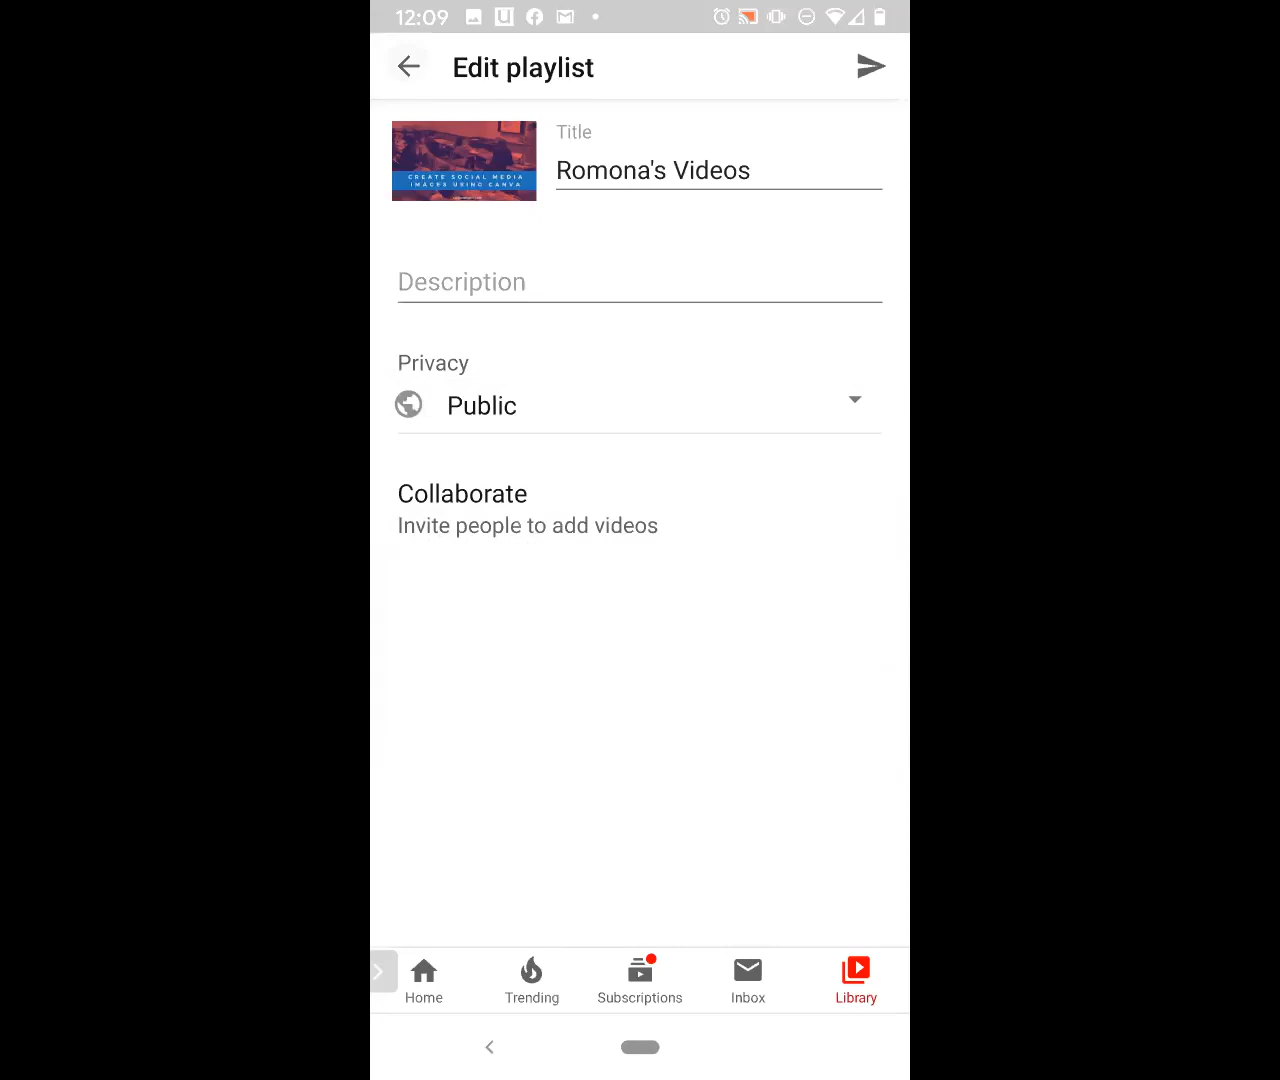 12:09
Edit playlist
CREATE SOCIAL MEDIA
IMAGES USING CANVA
Title
Romona's Videos
Description
Privacy
Public
Collaborate
Invite people to add videos
Home
Trending
Subscriptions
Inbox
Library